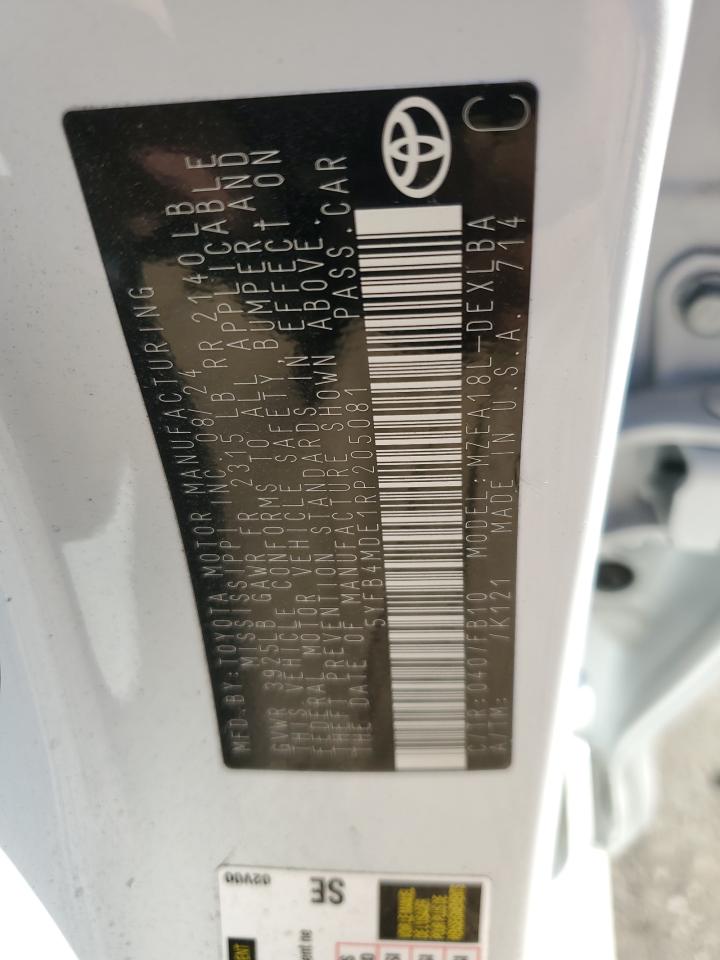 MFD. BY: TOYOTA MOTOR MANUFACTURING
MISSISSIPPI INC 08/24
GVWR 3925LB GAWR FR 2315 LB RR 2140 LB
THIS VEHICLE CONFORMS TO ALL APPLICABLE
FEDERAL MOTOR VEHICLE SAFETY BUMPER AND
THEFT PREVENTION STANDARDS IN EFFECT ON
THE DATE OF MANUFACTURE SHOWN ABOVE.
5YFB4MDE1RP205081 PASS.CAR
C/TR:040/FB10 MODEL:MZEA18L-DEXLBA
A/TM: /K121 MADE IN U.S.A. 714
C
02V00
SE